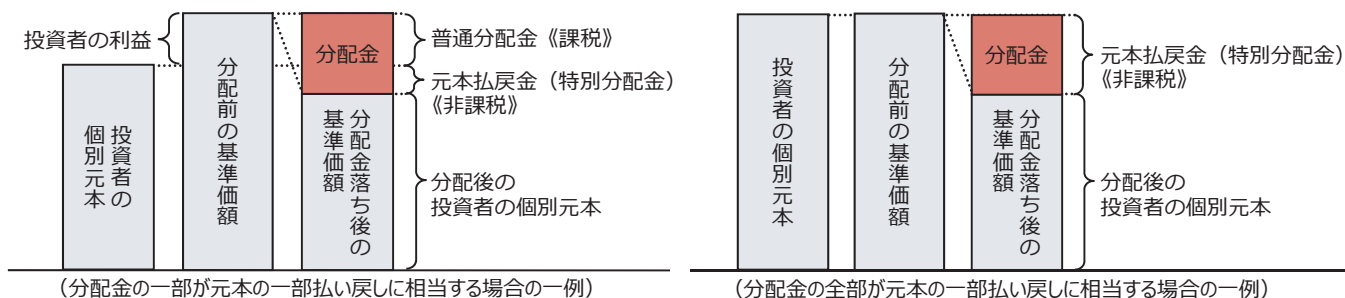 投資者の利益
投資者の
個別元本
分配前の基準価額
分配金
分配金落ち後の
基準価額
普通分配金《課税》
元本払戻金（特別分配金）
《非課税》
分配後の
投資者の個別元本
（分配金の一部が元本の一部払い戻しに相当する場合の一例）
投資者の個別元本
分配前の基準価額
分配金
分配金落ち後の
基準価額
元本払戻金（特別分配金）
《非課税》
分配後の
投資者の個別元本
（分配金の全部が元本の一部払い戻しに相当する場合の一例）